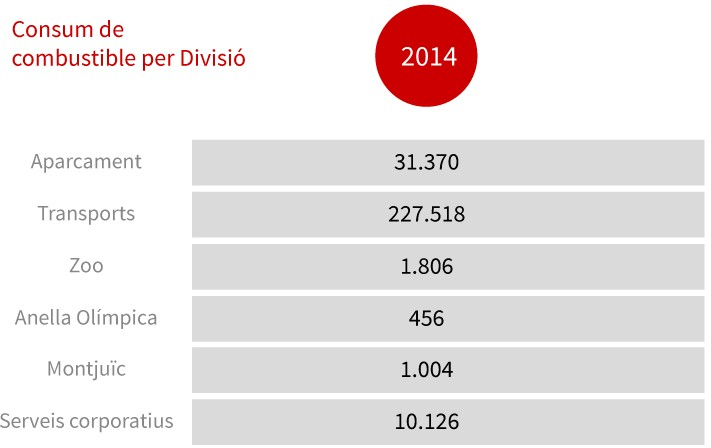 Consum de
combustible per Divisió
2014
Aparcament 31.370
Transports 227.518
Zoo 1.806
Anella Olímpica 456
Montjuïc 1.004
Serveis corporatius 10.126